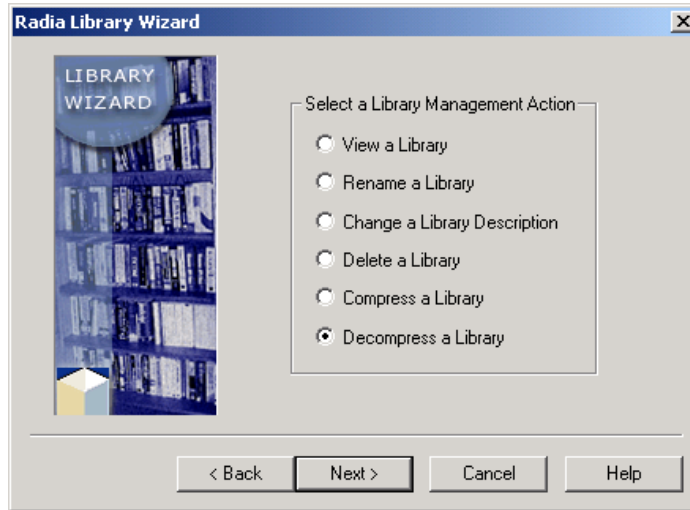 Radia Library Wizard
LIBRARY
WIZARD
Select a Library Management Action
View a Library
Rename a Library
Change a Library Description
Delete a Library
Compress a Library
Decompress a Library
< Back
Next >
Cancel
Help